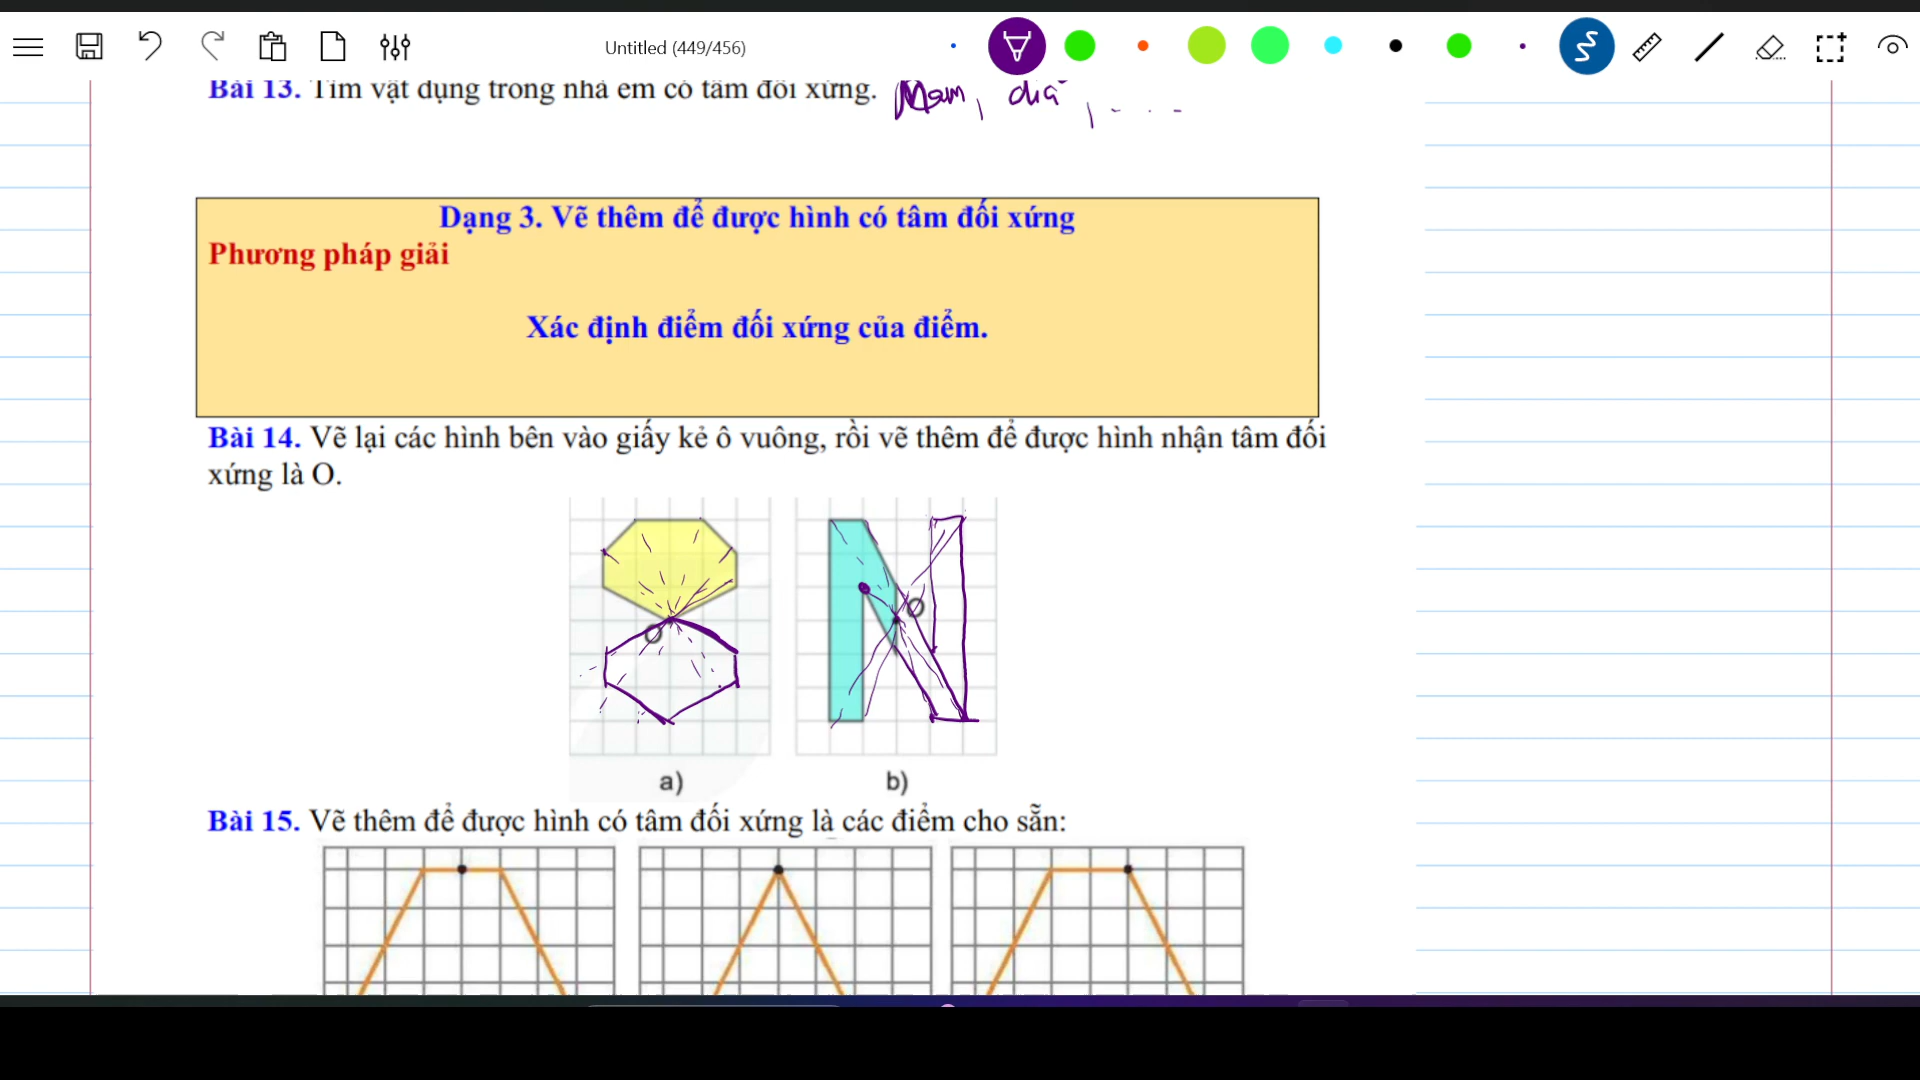 Untitled (449/456)
Bài 13. Tìm vật dụng trong nhà em có tâm đối xứng. Mam, dia, ....
Dạng 3. Vẽ thêm để được hình có tâm đối xứng
Phương pháp giải
Xác định điểm đối xứng của điểm.
Bài 14. Vẽ lại các hình bên vào giấy kẻ ô vuông, rồi vẽ thêm để được hình nhận tâm đối
xứng là O.
O
O
a)
b)
Bài 15. Vẽ thêm để được hình có tâm đối xứng là các điểm cho sẵn: